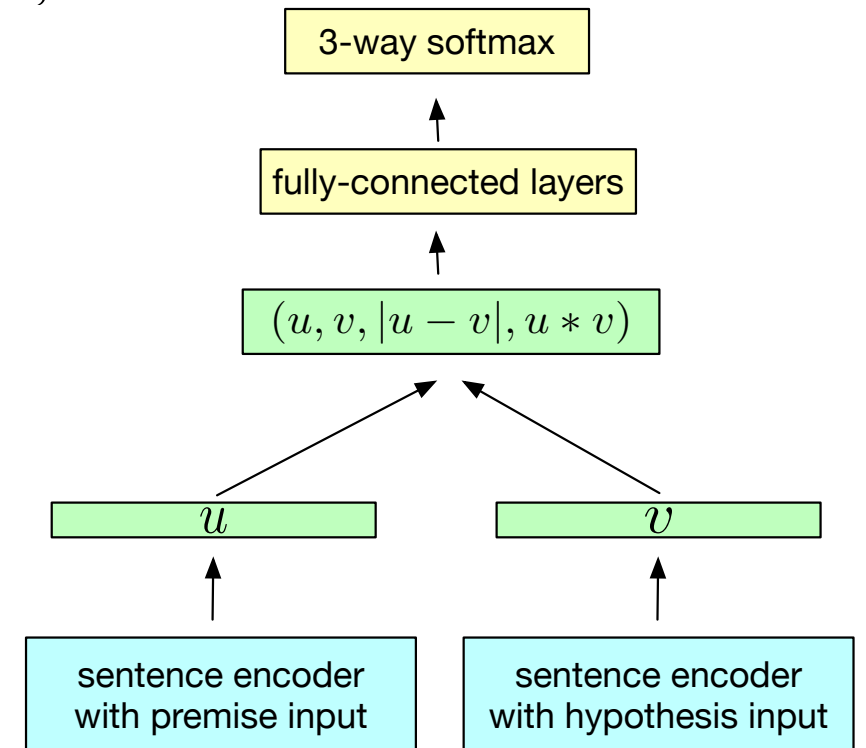 3-way softmax
fully-connected layers
(u, v, |u − v|, u ∗ v)
u
v
sentence encoder
with premise input
sentence encoder
with hypothesis input